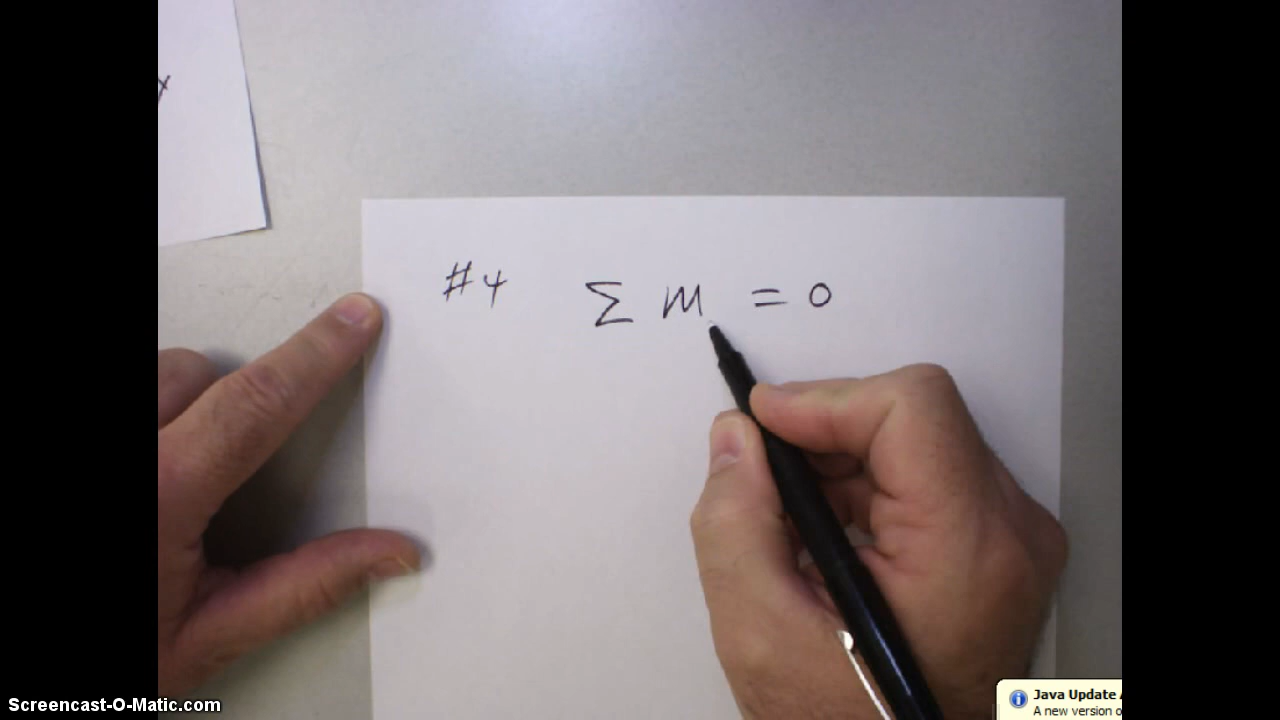 #4 Σ M = 0
Screencast-O-Matic.com
Java Update
A new version